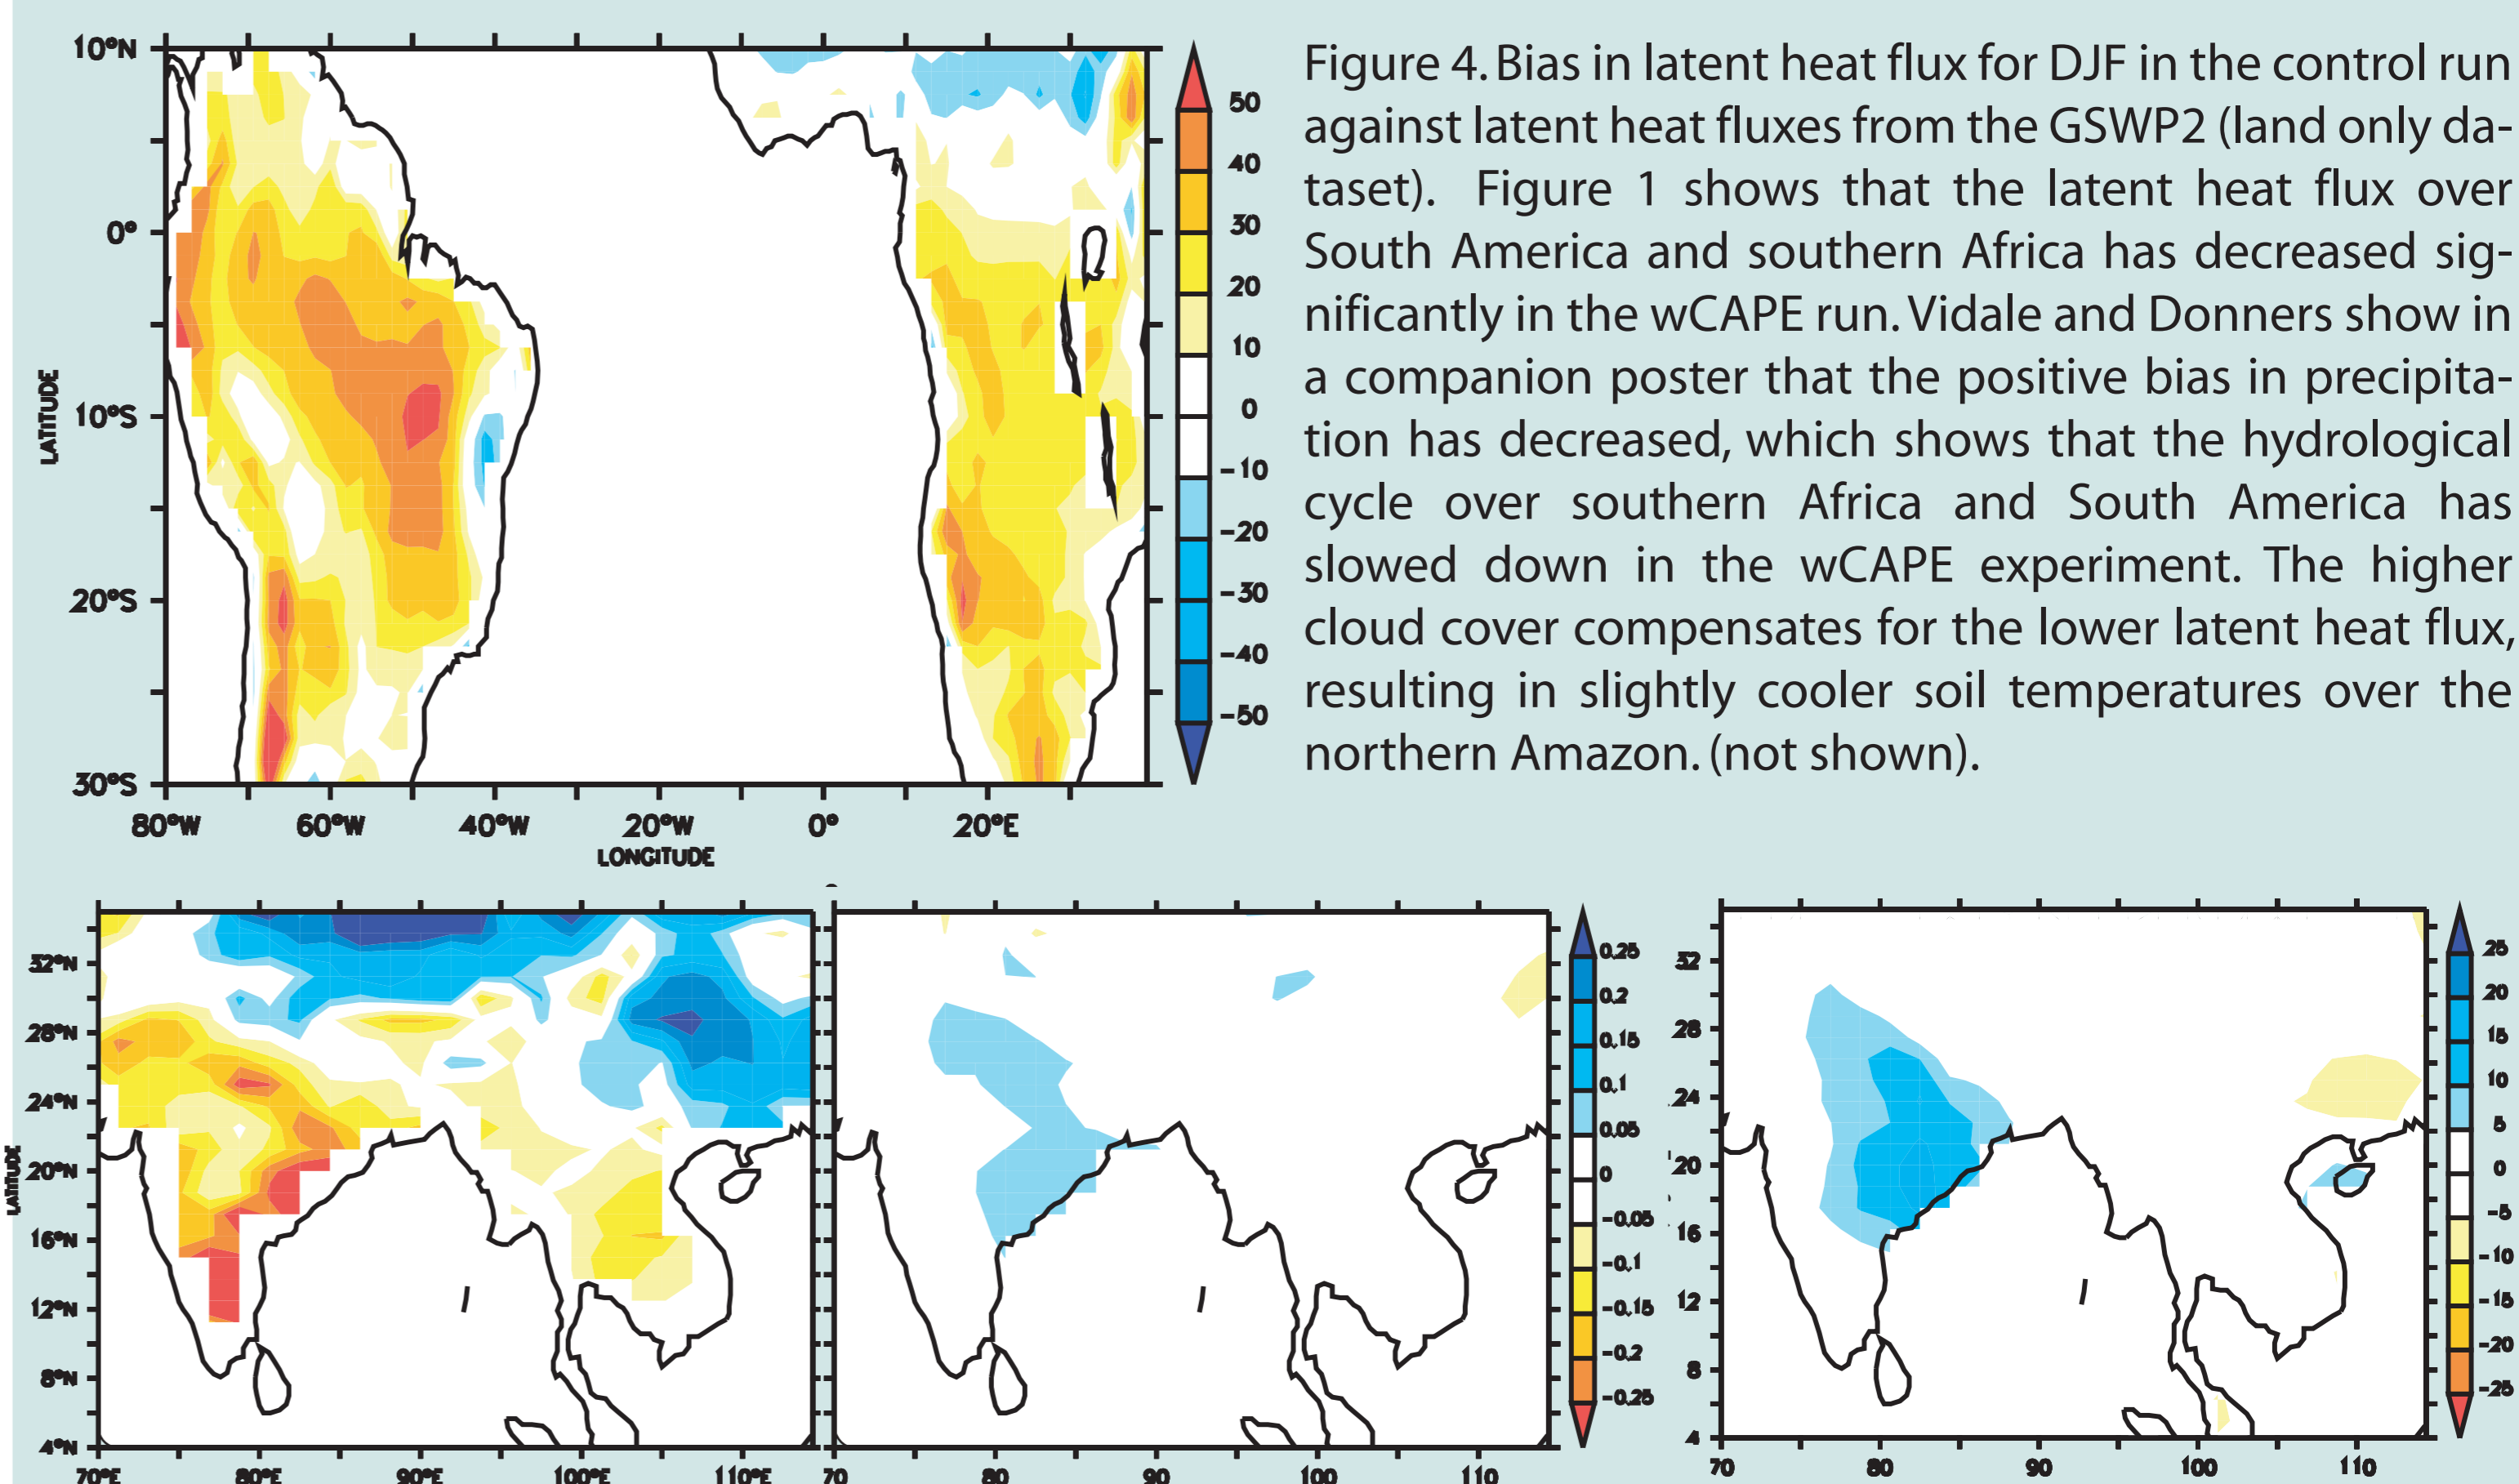 10°N
0°
10°S
20°S
30°S
LATITUDE
80°W 60°W 40°W 20°W 0° 20°E
LONGITUDE
50
40
30
20
10
0
-10
-20
-30
-40
-50
Figure 4. Bias in latent heat flux for DJF in the control run
against latent heat fluxes from the GSWP2 (land only da-
taset). Figure 1 shows that the latent heat flux over
South America and southern Africa has decreased sig-
nificantly in the wCAPE run. Vidale and Donners show in
a companion poster that the positive bias in precipita-
tion has decreased, which shows that the hydrological
cycle over southern Africa and South America has
slowed down in the wCAPE experiment. The higher
cloud cover compensates for the lower latent heat flux,
resulting in slightly cooler soil temperatures over the
northern Amazon. (not shown).
32°N
28°N
24°N
20°N
16°N
12°N
8°N
4°N
LATITUDE
70°E 80°E 90°E 100°E 110°E
70 80 90 100 110
0.25
0.2
0.15
0.1
0.05
0
-0.05
-0.1
-0.15
-0.2
-0.25
32
28
24
20
16
12
8
4
70 80 90 100 110
25
20
15
10
5
0
-5
-10
-15
-20
-25